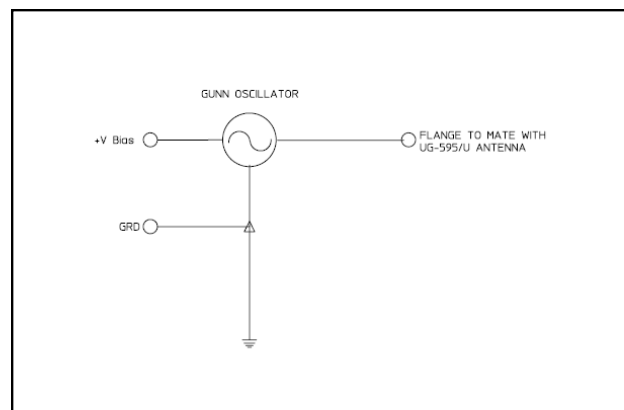 GUNN OSCILLATOR
+V Bias
FLANGE TO MATE WITH
UG-595/U ANTENNA
GRD